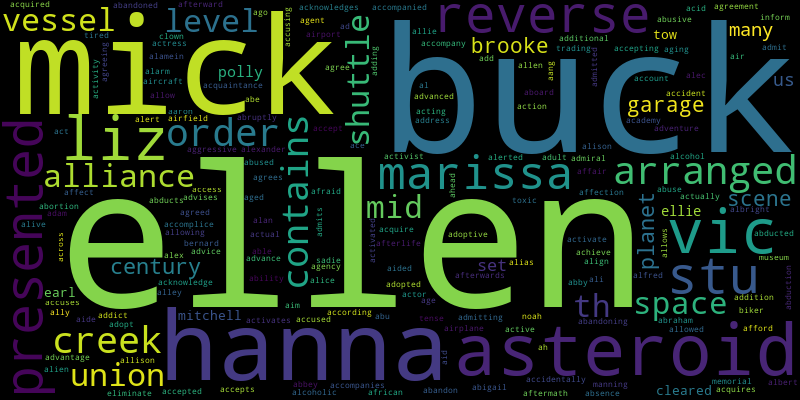 acquired abandoned afterward ago acknowledges accompanied acid agreement inform
vessel level reverse many
mick buck
tired clown actress agent accusing ad adding allie additional abusive tow
activity alamein airport agree accompany trading accepting aging air admit
agreeing alarm aircraft polly shuttle brooke add allen aang account alec us
allow acquaintance abe al advanced aboard admitted garage
aaron airfield action accident
act alert order abruptly ace acting address alison academy adventure
liz accept activist alerted adult admiral alcohol albuction
presented aggressive alexander contains marissa affair arranged
alliance abused afraid ahead affection abuse actually
affect access mid toxic planet scene
adam abortion abducts advises agrees admits activated acquire ellie albright
alive accomplice agreed alan afterlife adoptive allows vic abducted
across allowing actual able activate achieve museum
ellen
bernard advice advance sadie aided set alias align
century alex ability agency afterwards abby ali alfred stu
acknowledge alice adopted abduction
earl alley aim actor age th space addition
accuses mitchell according abu admitting noah abandoning abraham biker
ally addict activates accused tense active allowed afford
creek aide adopt airplane ah
advantage allison hanna aid asteroid
alien union abbey accompanies abandon accidentally manning cleared memorial albert
eliminate accepted accepts alcoholic african abigail aftermath absence acquires